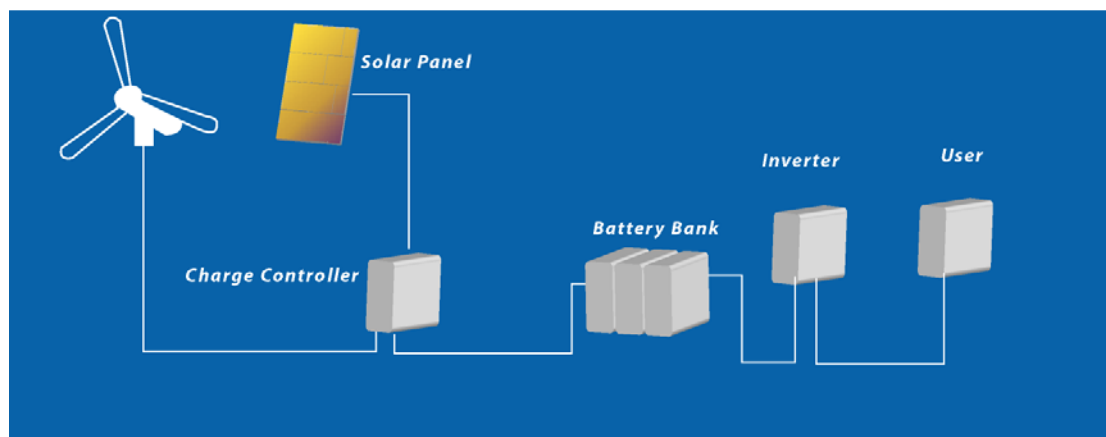 Solar Panel
Inverter
User
Battery Bank
Charge Controller